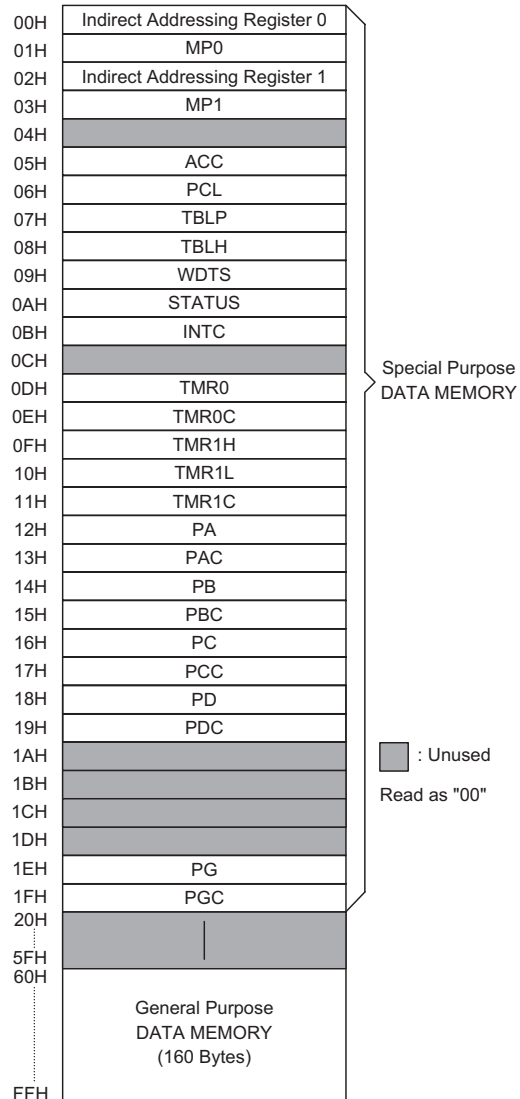 00H Indirect Addressing Register 0
01H MP0
02H Indirect Addressing Register 1
03H MP1
04H
05H ACC
06H PCL
07H TBLP
08H TBLH
09H WDTS
0AH STATUS
0BH INTC
0CH
0DH TMR0
0EH TMR0C
0FH TMR1H
10H TMR1L
11H TMR1C
12H PA
13H PAC
14H PB
15H PBC
16H PC
17H PCC
18H PD
19H PDC
1AH
1BH
1CH
1DH
1EH PG
1FH PGC
20H
5FH
60H
General Purpose
DATA MEMORY
(160 Bytes)
FFH
Special Purpose
DATA MEMORY
: Unused
Read as "00"